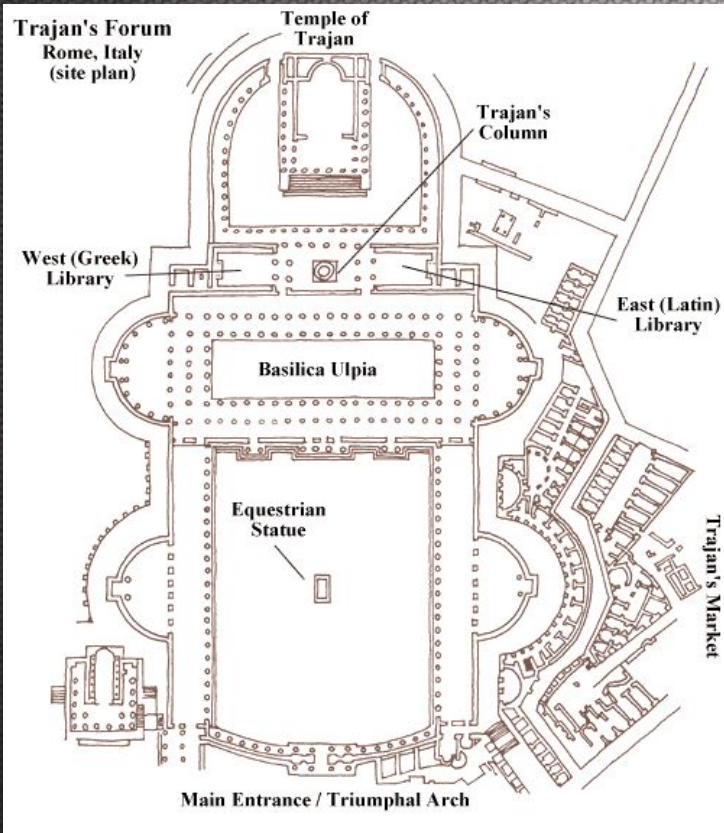 Trajan's Forum
Rome, Italy
(site plan)
Temple of
Trajan
Trajan's
Column
West (Greek)
Library
East (Latin)
Library
Basilica Ulpia
Equestrian
Statue
Trajan's Market
Main Entrance / Triumphal Arch